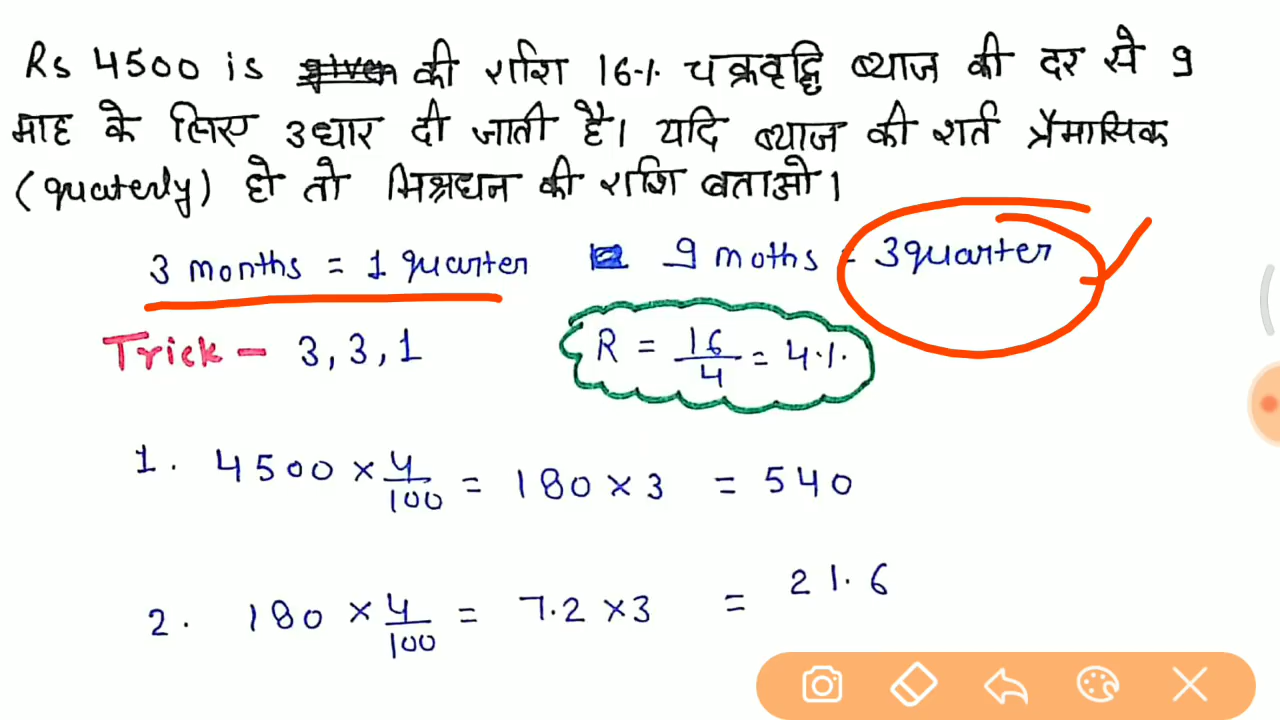 Rs 4500 is given की राशि 16% चक्रवृद्धि ब्याज की दर से 9
माह के लिए उधार दी जाती है। यदि ब्याज की शर्त त्रैमासिक
(quaterly) हो तो मिश्रधन की राशि बताओ।
3 months = 1 quarter 9 moths = 3 quarter
Trick - 3, 3, 1 R = 16/4 = 4%
1. 4500 × 4/100 = 180 × 3 = 540
2. 180 × 4/100 = 7.2 × 3 = 21.6